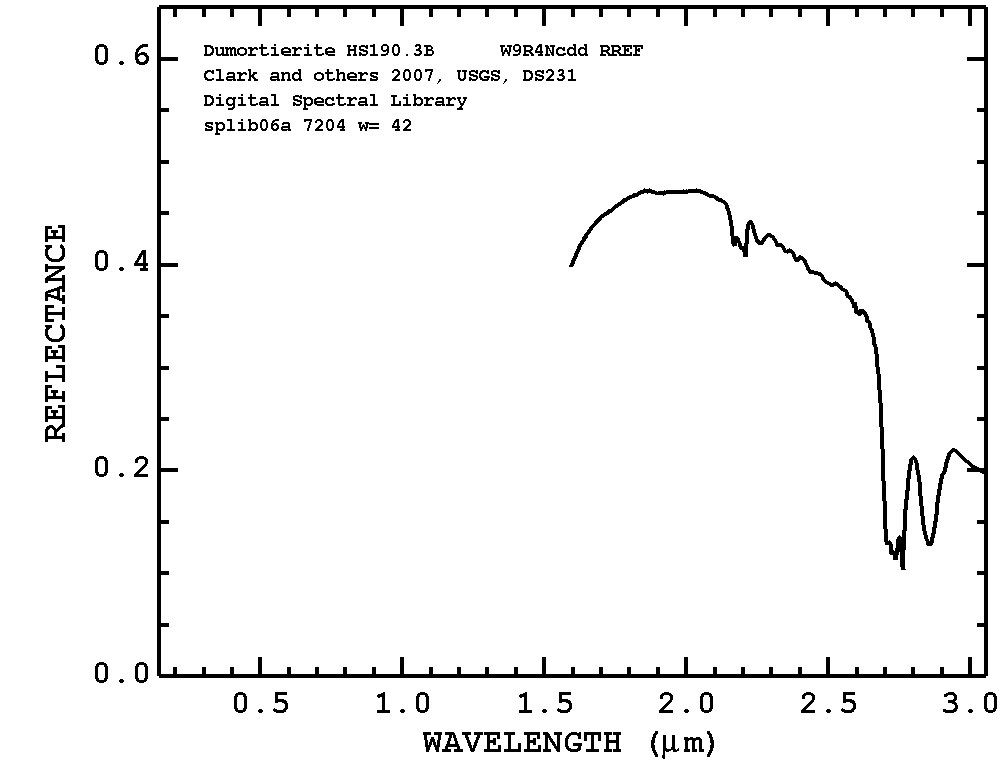 Dumortierite HS190.3B W9R4Ncdd RREF
Clark and others 2007, USGS, DS231
Digital Spectral Library
splib06a 7204 w= 42
REFLECTANCE
0.6
0.4
0.2
0.0
0.5 1.0 1.5 2.0 2.5 3.0
WAVELENGTH (μm)